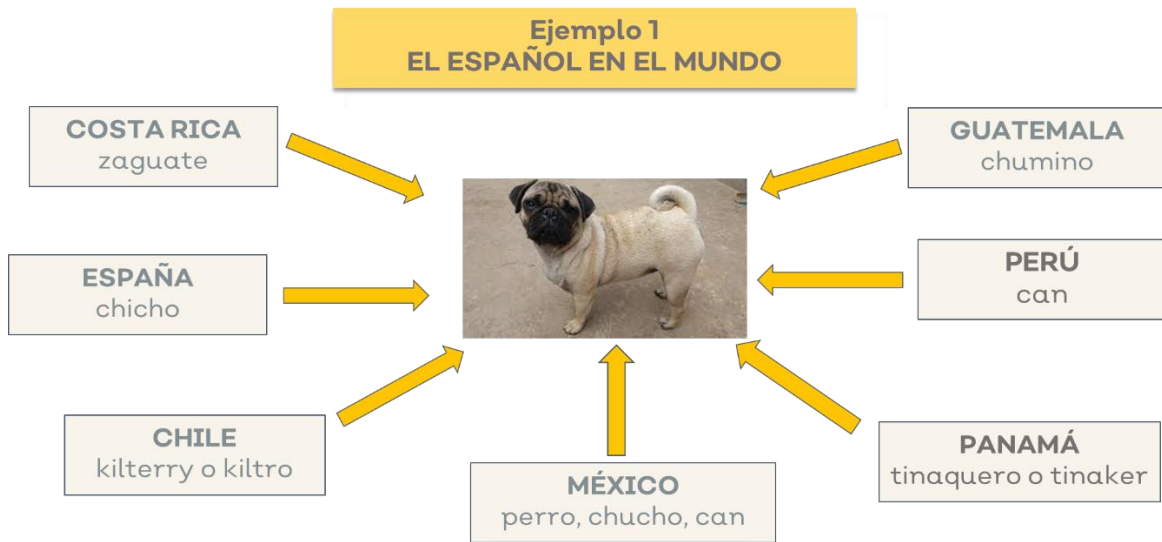 Ejemplo 1
EL ESPAÑOL EN EL MUNDO
COSTA RICA
zaguate
GUATEMALA
chumino
ESPAÑA
chicho
PERÚ
can
CHILE
kilterry o kiltro
MÉXICO
perro, chucho, can
PANAMÁ
tinaquero o tinaker